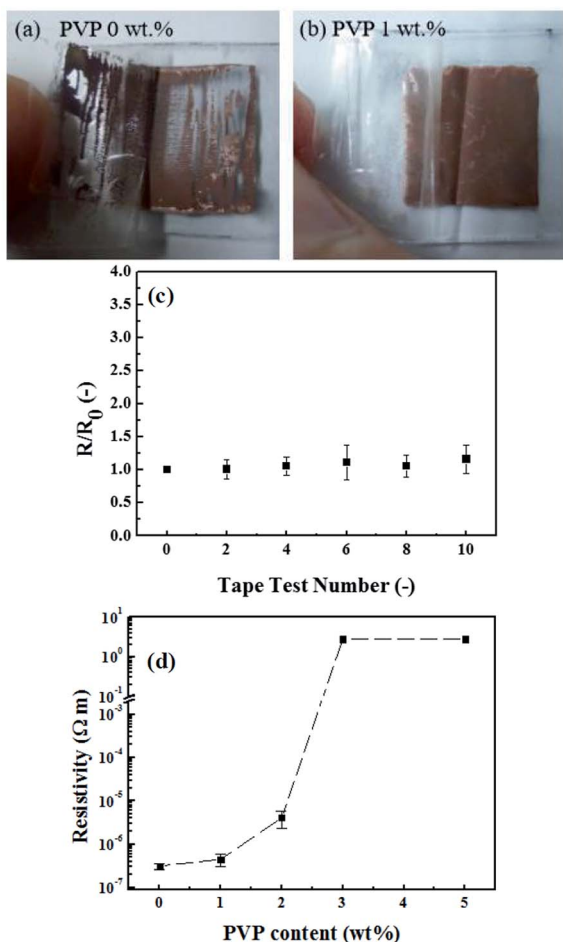 (a) PVP 0 wt.%
(b) PVP 1 wt.%
(c)
4.0
3.5
3.0
2.5
2.0
1.5
1.0
0.5
0.0
R/R0 (-)
0 2 4 6 8 10
Tape Test Number (-)
(d)
10^1
10^0
10^-1
10^-3
10^-4
10^-5
10^-6
10^-7
Resistivity (Ω m)
0 1 2 3 4 5
PVP content (wt%)